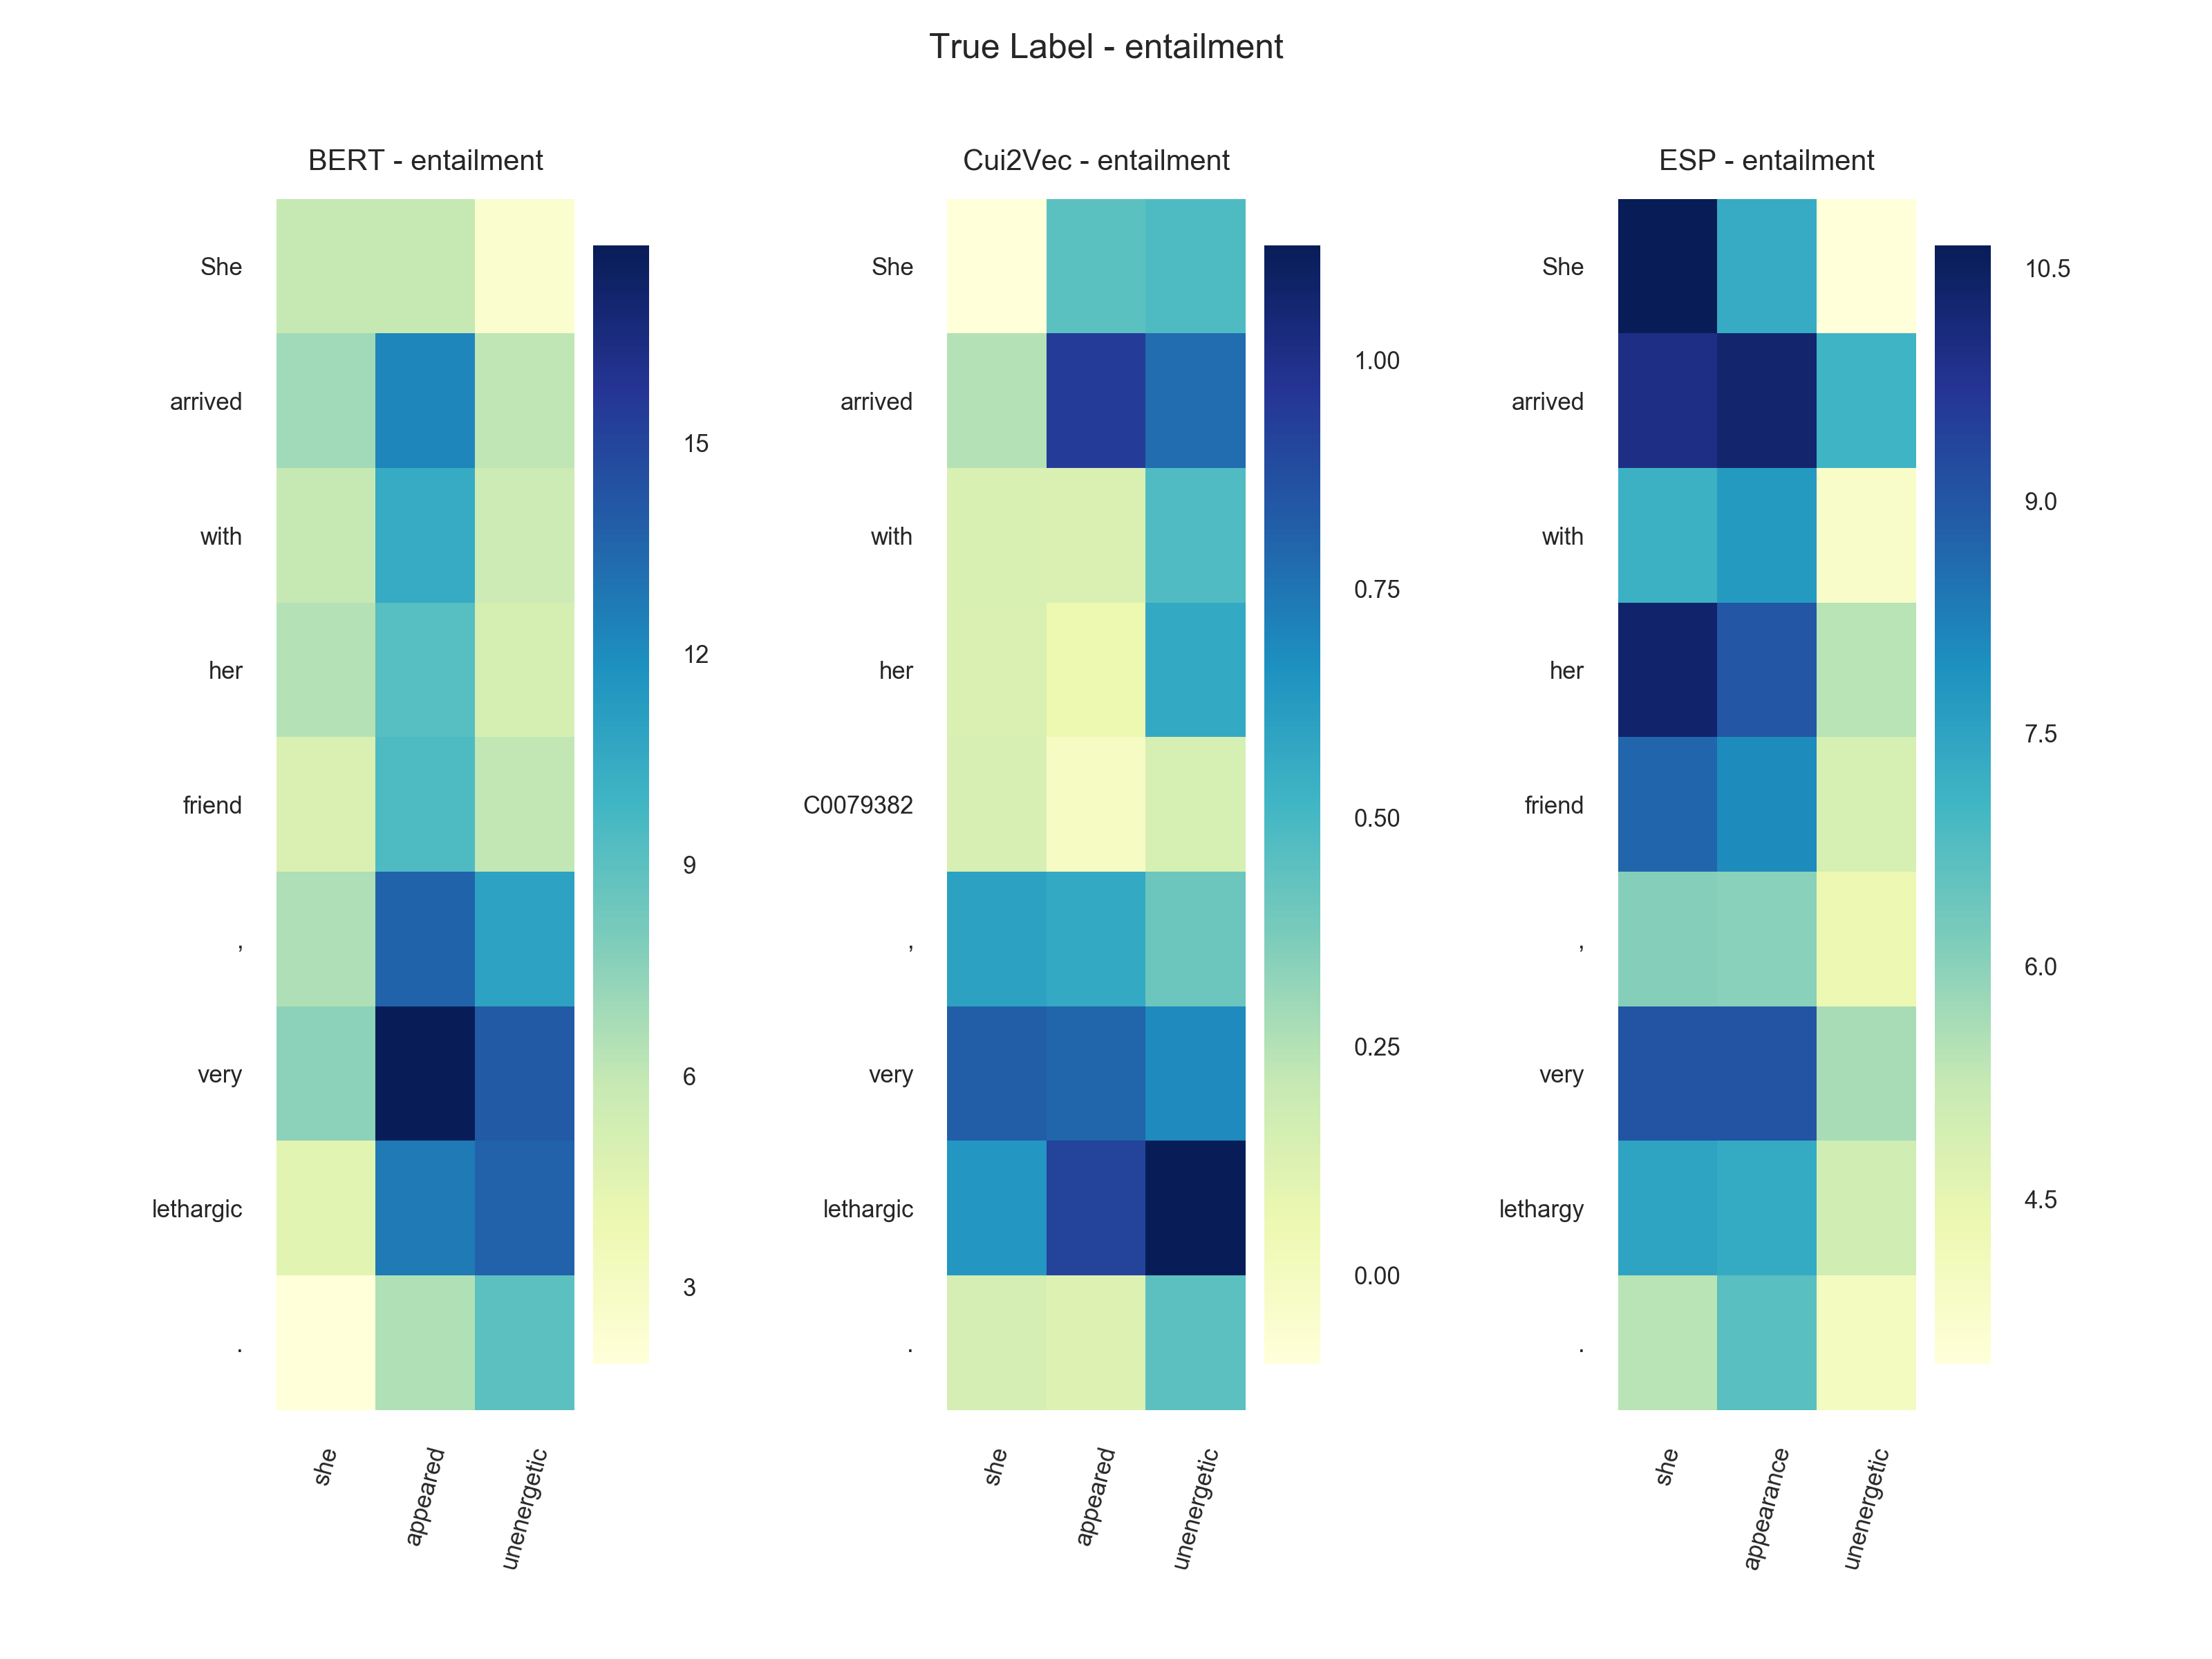 True Label - entailment
BERT - entailment
She
arrived
with
her
friend
,
very
lethargic
.
she
appeared
unenergetic
15
12
9
6
3
Cui2Vec - entailment
She
arrived
with
her
C0079382
,
very
lethargic
.
she
appeared
unenergetic
1.00
0.75
0.50
0.25
0.00
ESP - entailment
She
arrived
with
her
friend
,
very
lethargy
.
she
appearance
unenergetic
10.5
9.0
7.5
6.0
4.5